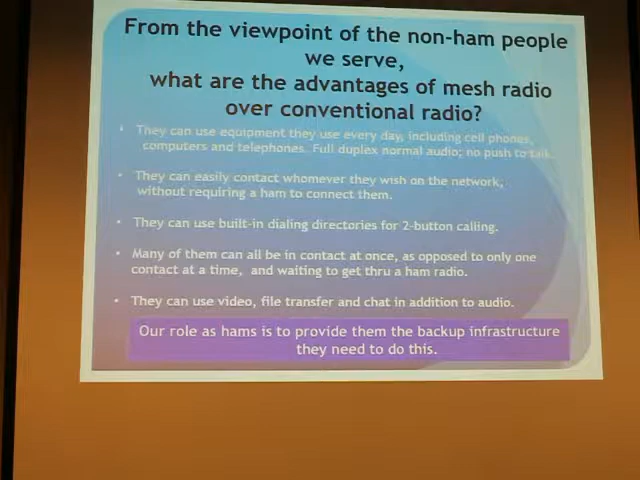 From the viewpoint of the non-ham people
we serve,
what are the advantages of mesh radio
over conventional radio?
• They can use equipment they use every day, including cell phones,
computers and telephones. Full duplex normal audio; no push to talk.
• They can easily contact whomever they wish on the network,
without requiring a ham to connect them.
• They can use built-in dialing directories for 2-button calling.
• Many of them can all be in contact at once, as opposed to only one
contact at a time, and waiting to get thru a ham radio.
• They can use video, file transfer and chat in addition to audio.
Our role as hams is to provide them the backup infrastructure
they need to do this.